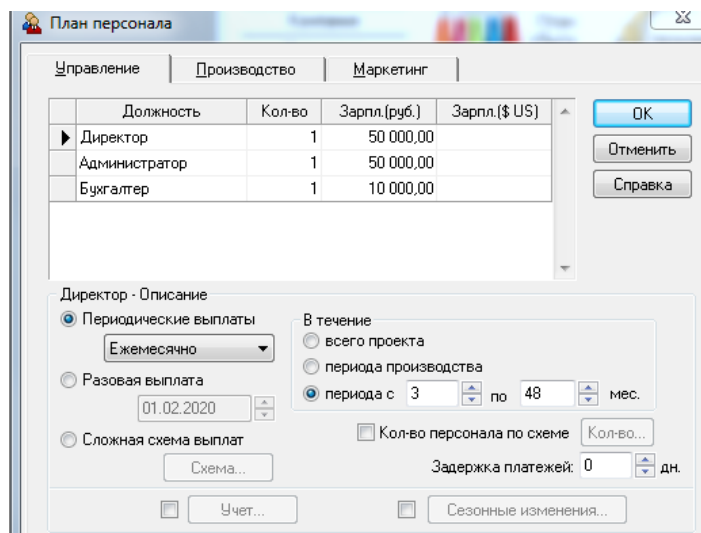 План персонала
Управление Производство Маркетинг
Должность Кол-во Зарпл.(руб.) Зарпл.($ US)
Директор 1 50 000,00
Администратор 1 50 000,00
Бухгалтер 1 10 000,00
OK
Отменить
Справка
Директор - Описание
Периодические выплаты
Ежемесячно
Разовая выплата
01.02.2020
Сложная схема выплат
Схема...
В течение
всего проекта
периода производства
периода с 3 по 48 мес.
Кол-во персонала по схеме Кол-во...
Задержка платежей: 0 дн.
Учет... Сезонные изменения...